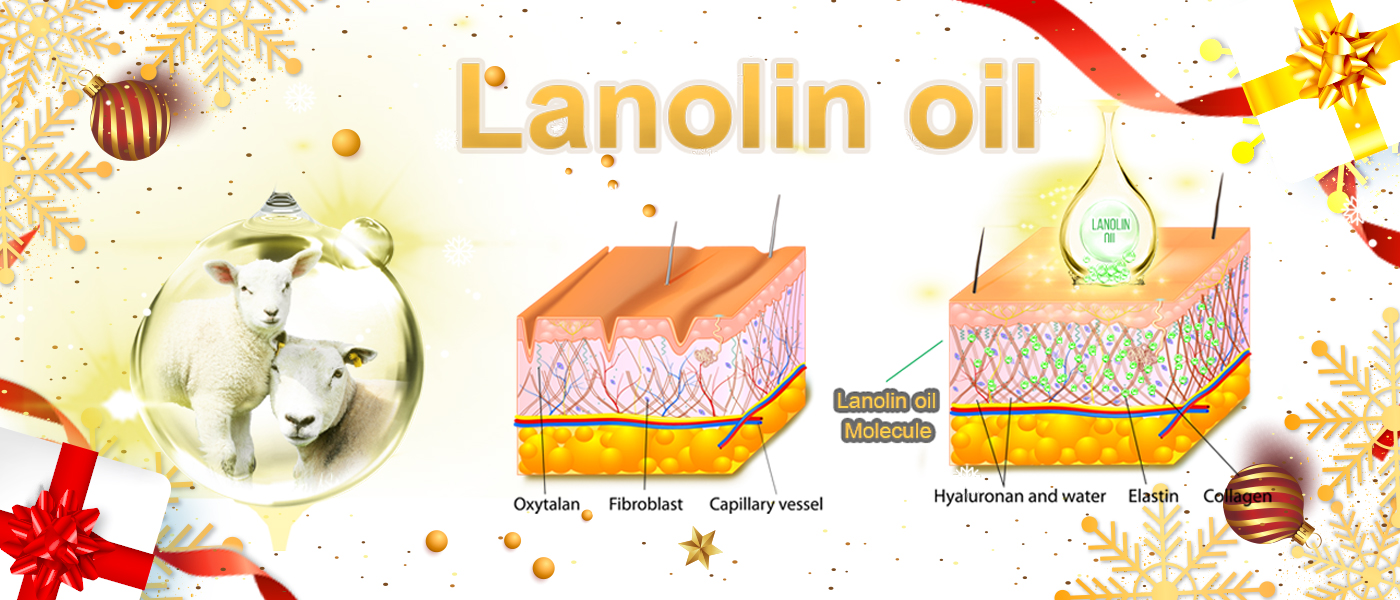 Lanolin oil
LANOLIN
OIL
Lanolin oil
Molecule
Oxytalan
Fibroblast
Capillary vessel
Hyaluronan and water
Elastin
Collagen